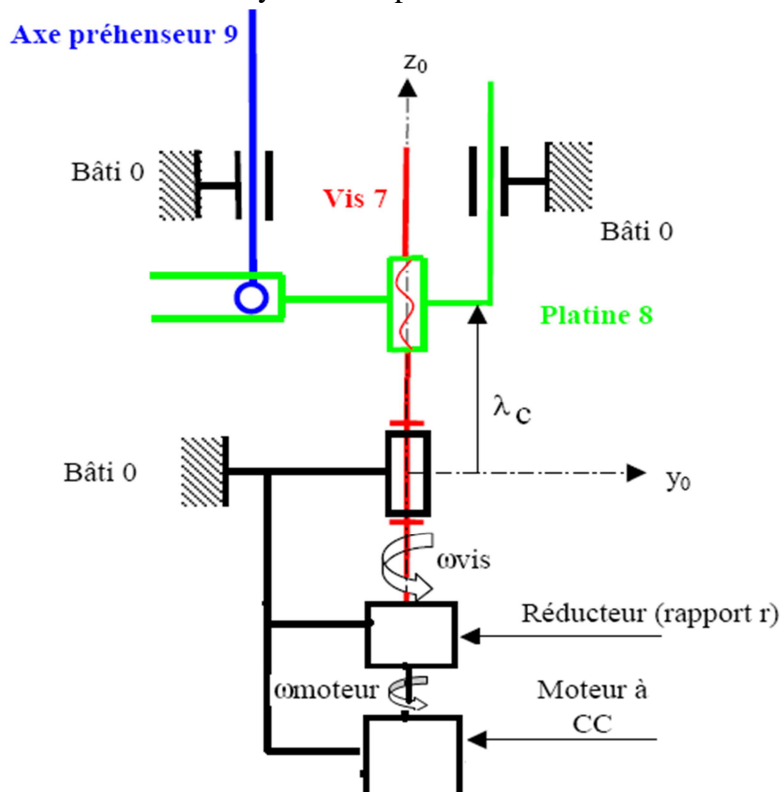 Axe préhenseur 9
z0
Bâti 0
Vis 7
Bâti 0
Platine 8
λC
Bâti 0
y0
ωvis
Réducteur (rapport r)
ωmoteur
Moteur à
CC